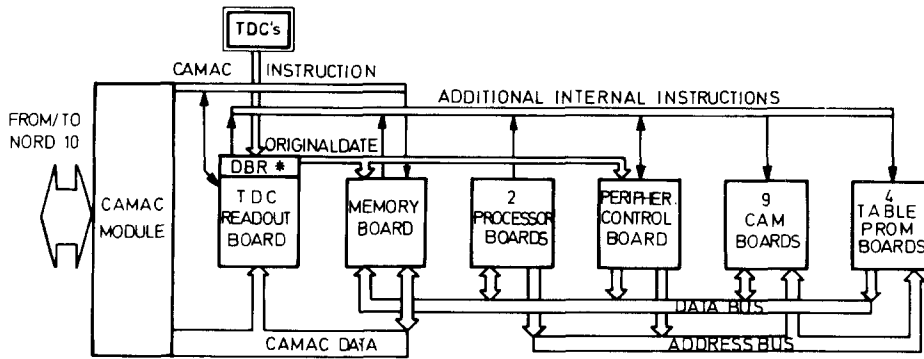 TDC's
CAMAC INSTRUCTION
ADDITIONAL INTERNAL INSTRUCTIONS
FROM/TO
NORD 10
ORIGINALDATE
CAMAC
MODULE
DBR *
TDC
READOUT
BOARD
MEMORY
BOARD
2
PROCESSOR
BOARDS
PERIPHER.
CONTROL
BOARD
9
CAM
BOARDS
4
TABLE
PROM
BOARDS
DATA BUS
CAMAC DATA
ADDRESS BUS